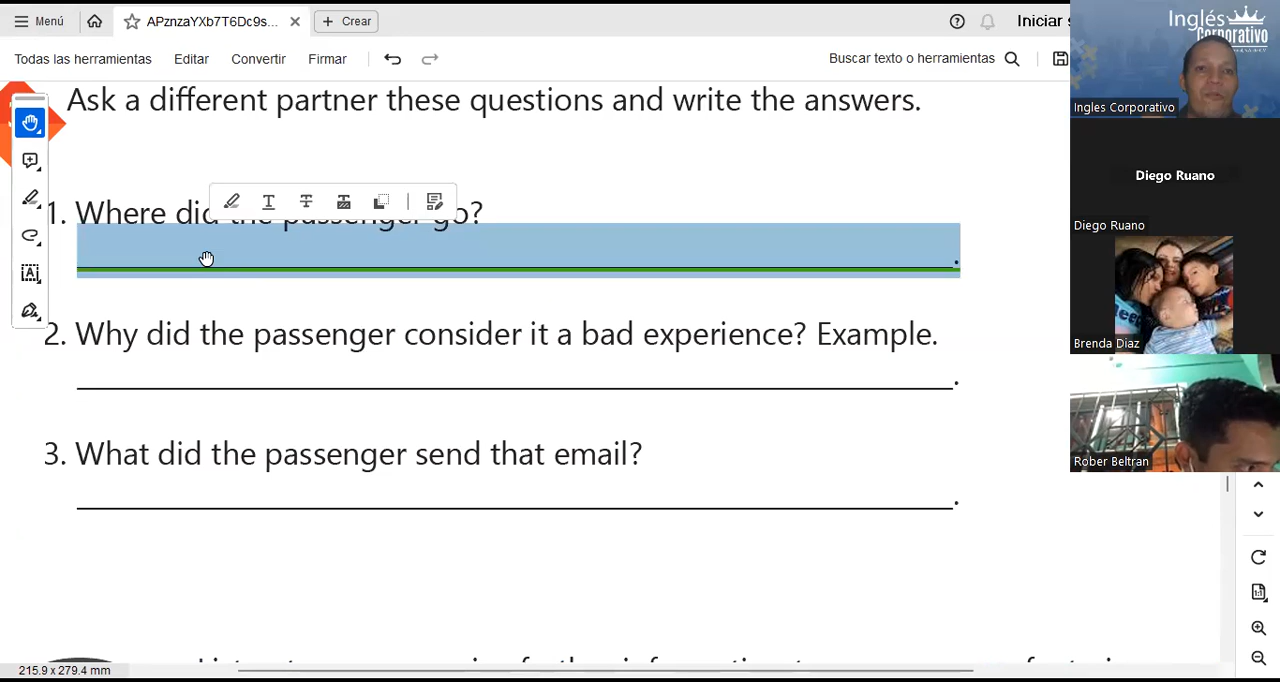 Menú
APznzaYXb7T6Dc9s...
Crear
Iniciar
Todas las herramientas
Editar
Convertir
Firmar
Buscar texto o herramientas
Ask a different partner these questions and write the answers.
1. Where did the passenger go?
2. Why did the passenger consider it a bad experience? Example.
3. What did the passenger send that email?
215.9 x 279.4 mm
Inglés
Corporativo
Ingles Corporativo
Diego Ruano
Diego Ruano
Brenda Diaz
Rober Beltran